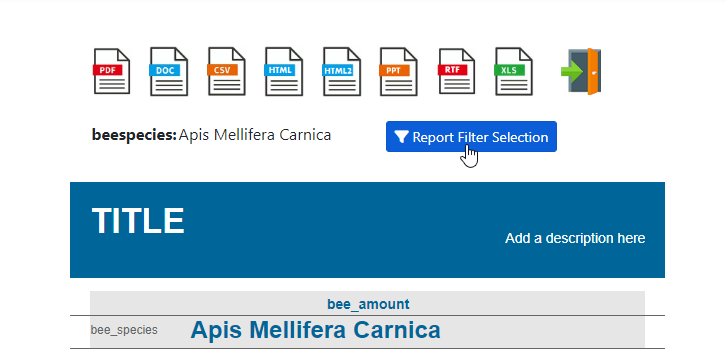 PDF DOC CSV HTML HTML2 PPT RTF XLS
beespecies: Apis Mellifera Carnica Report Filter Selection
TITLE
Add a description here
bee_amount
bee_species Apis Mellifera Carnica